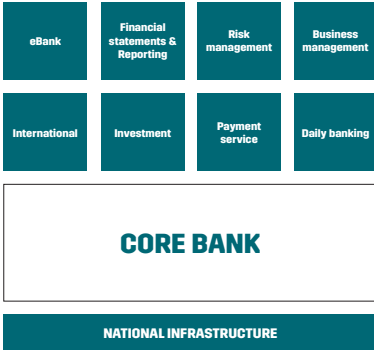 eBank
Financial
statements &
Reporting
Risk
management
Business
management
International
Investment
Payment
service
Daily banking
CORE BANK
NATIONAL INFRASTRUCTURE